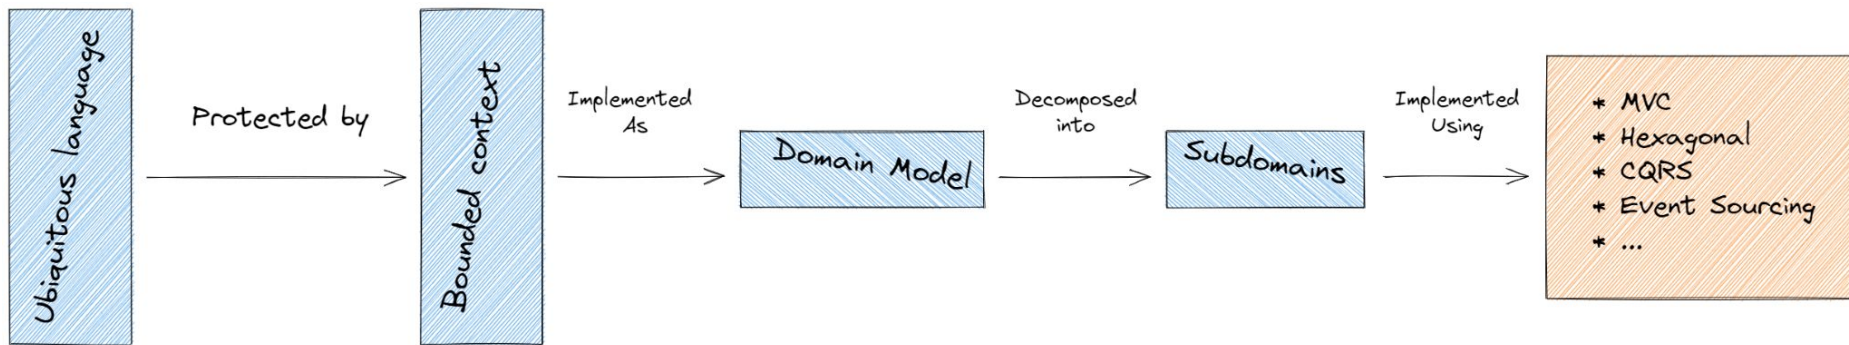 Ubiquitous language
Protected by
Bounded context
Implemented
As
Domain Model
Decomposed
into
Subdomains
Implemented
Using
* MVC
* Hexagonal
* CQRS
* Event Sourcing
* ...